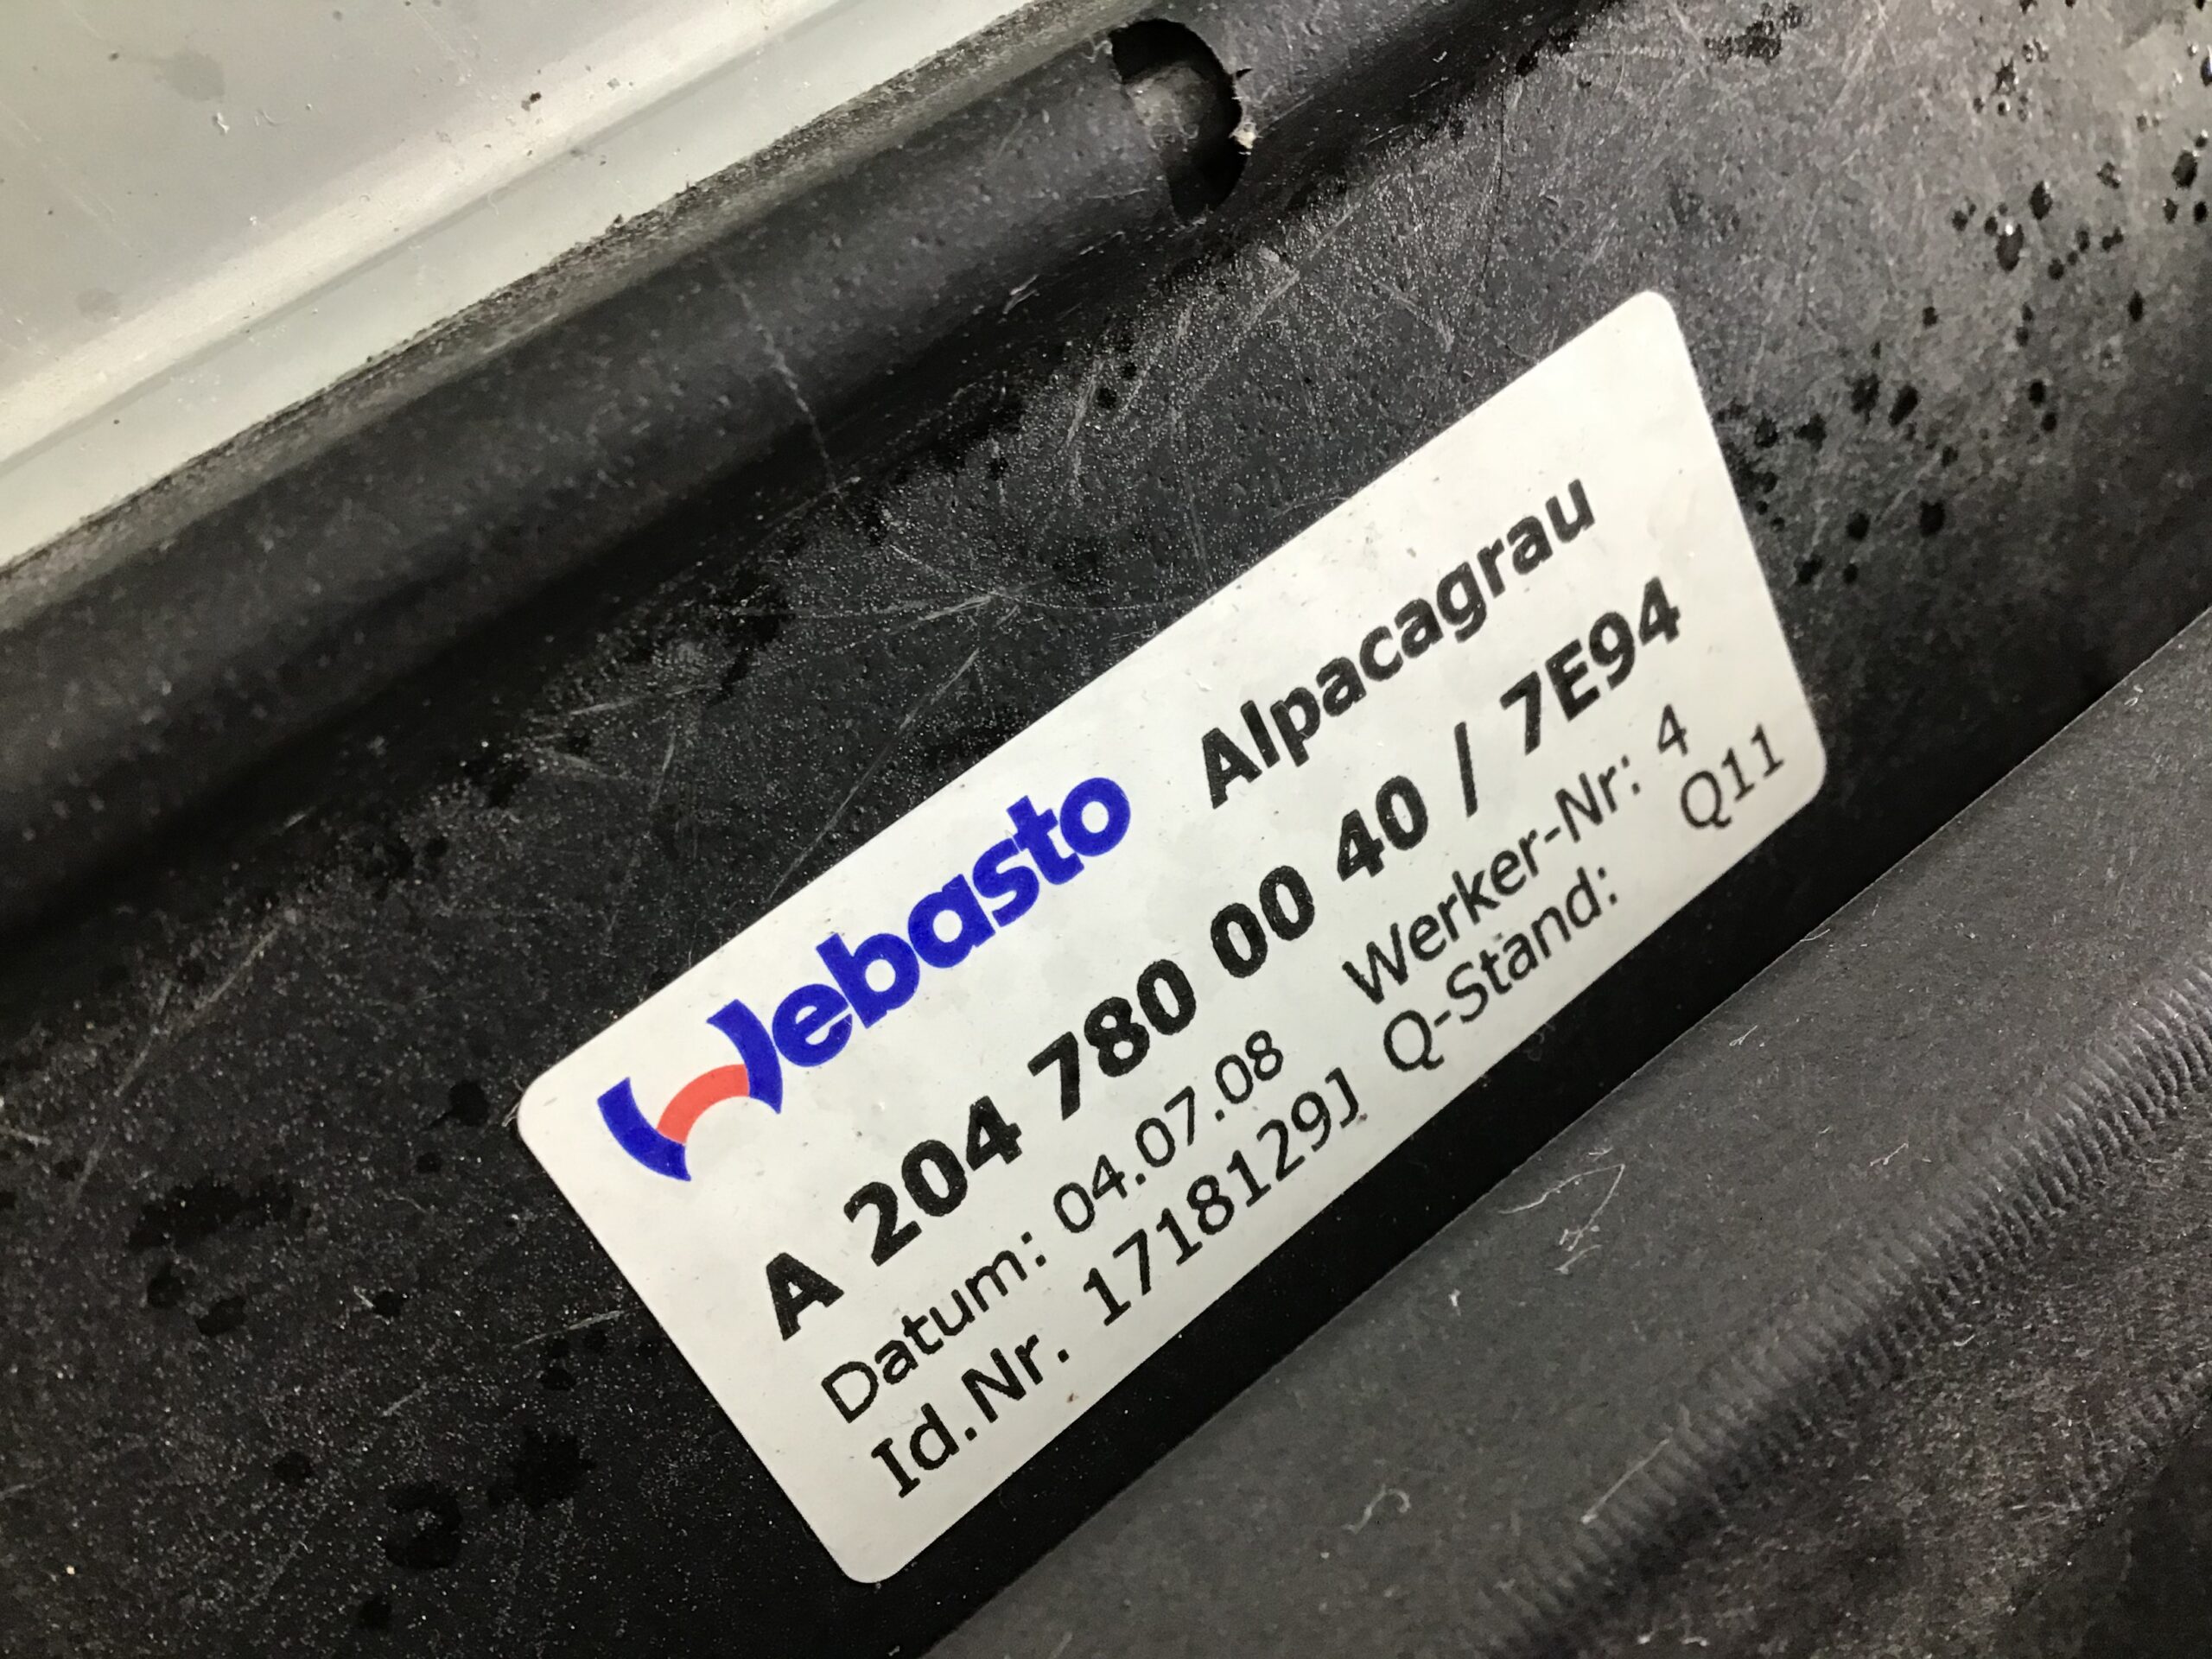 Webasto Alpacagrau
A 204 780 00 40 / 7E94
Datum: 04.07.08 Werker-Nr: 4
Id.Nr. 1718129J Q-Stand: Q11